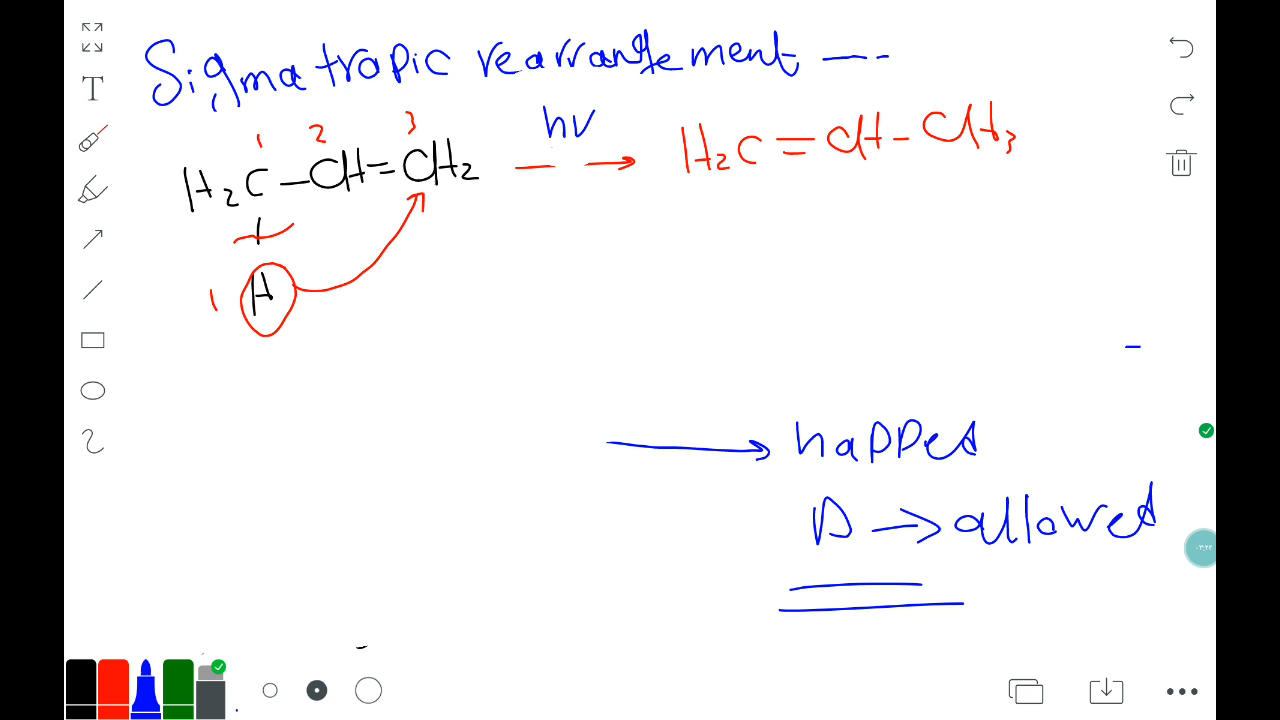 Sigmatropic rearrangement ----
hν
1 2 3
H2C-CH=CH2 → H2C=CH-CH3
1 H
→ happed
Δ → allowed
T